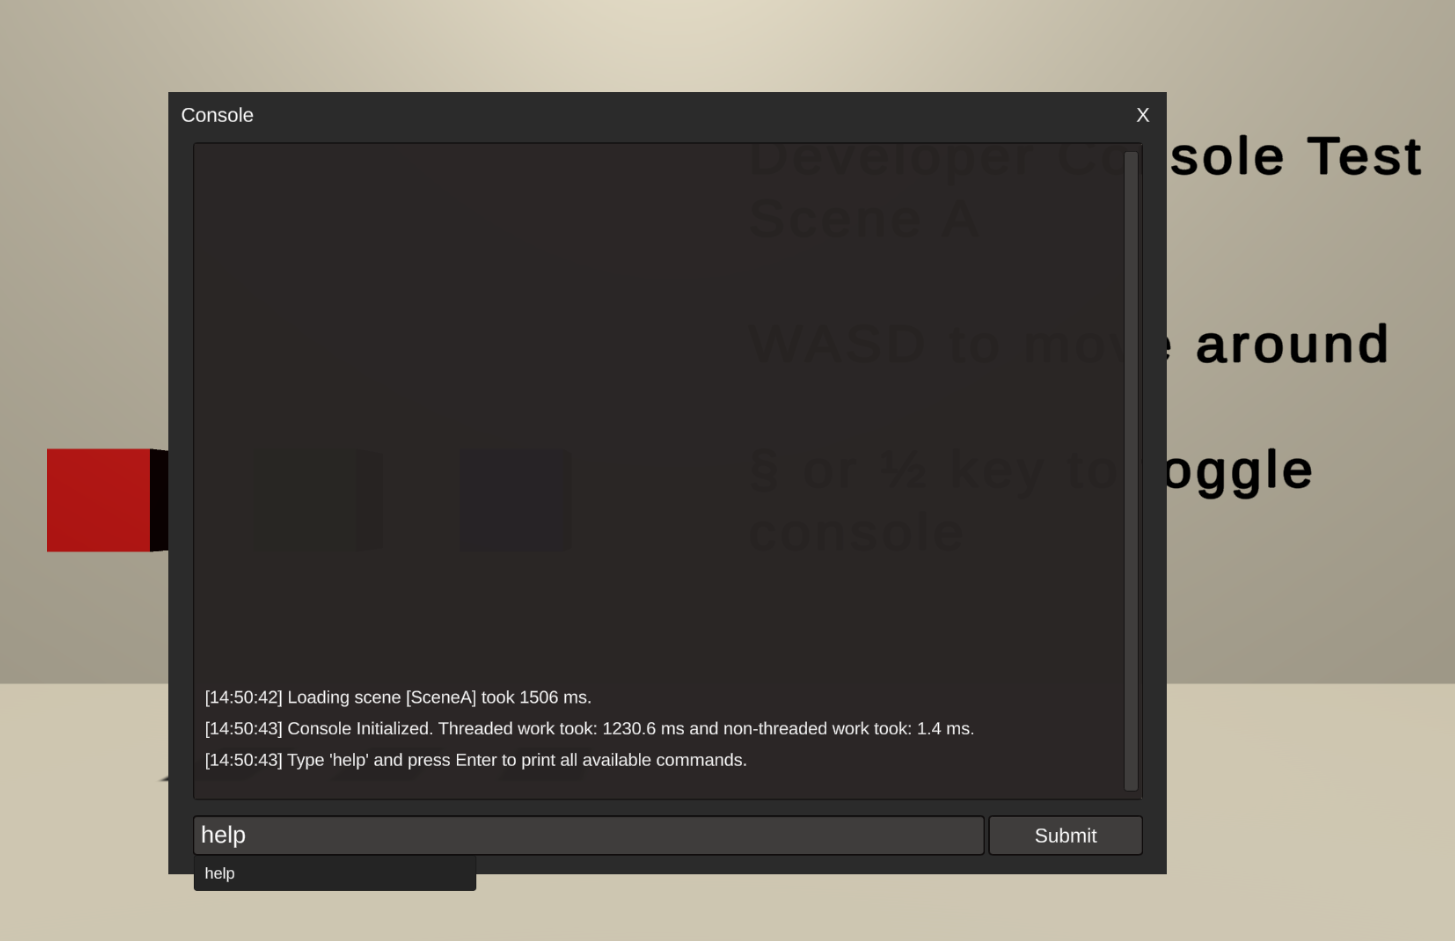 Console
X
Developer Console Test
Scene A
WASD to move around
§ or ½ key to toggle
console
[14:50:42] Loading scene [SceneA] took 1506 ms.
[14:50:43] Console Initialized. Threaded work took: 1230.6 ms and non-threaded work took: 1.4 ms.
[14:50:43] Type 'help' and press Enter to print all available commands.
help
Submit
help